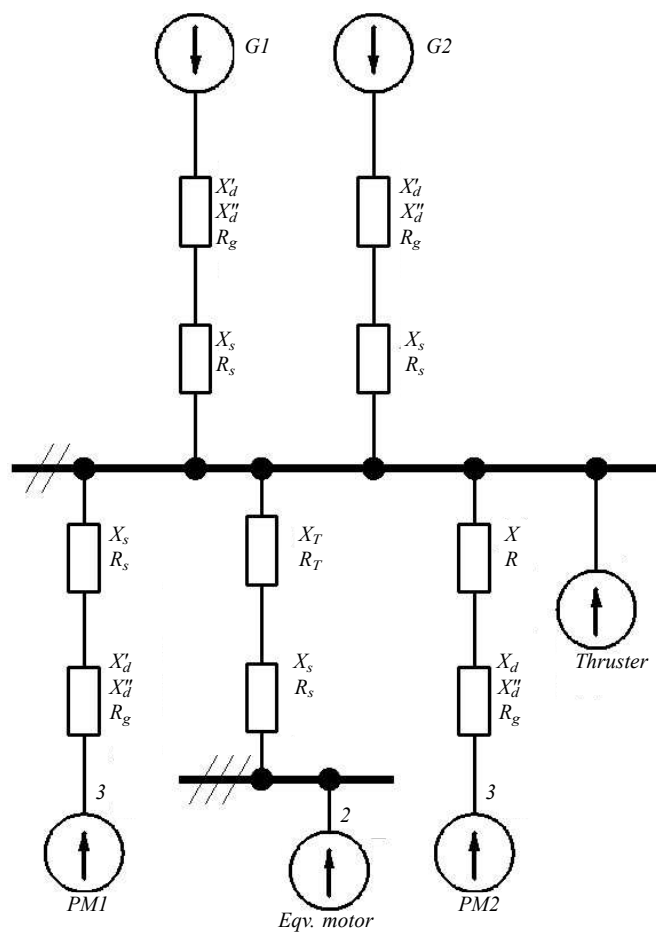 G1
G2
X'd
X''d
Rg
X'd
X''d
Rg
Xs
Rs
Xs
Rs
Xs
Rs
XT
RT
X
R
Thruster
X'd
X''d
Rg
Xs
Rs
Xd
X''d
Rg
3
2
3
PM1
Eqv. motor
PM2